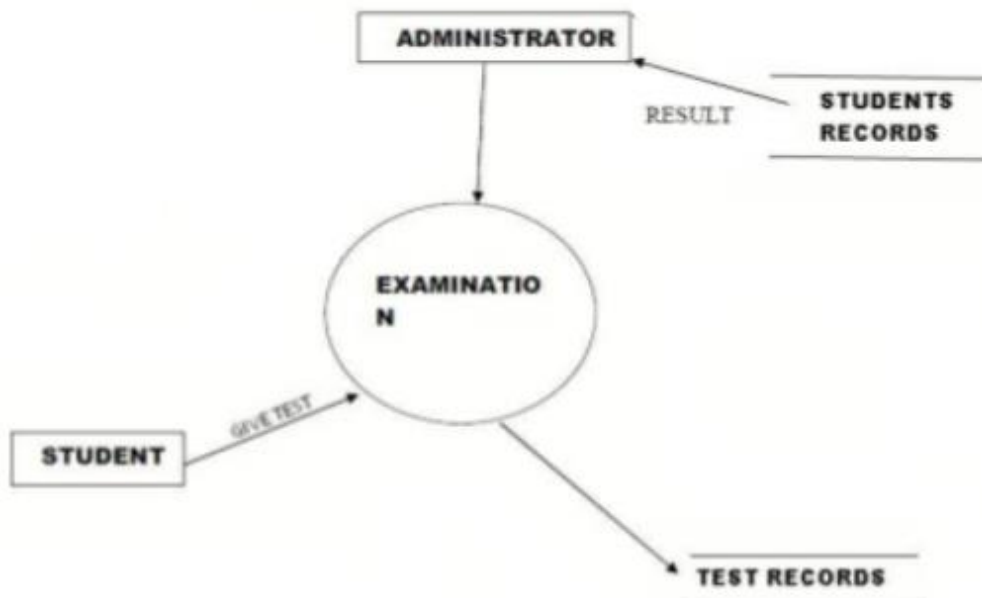 ADMINISTRATOR
RESULT
STUDENTS
RECORDS
EXAMINATIO
N
GIVE TEST
STUDENT
TEST RECORDS